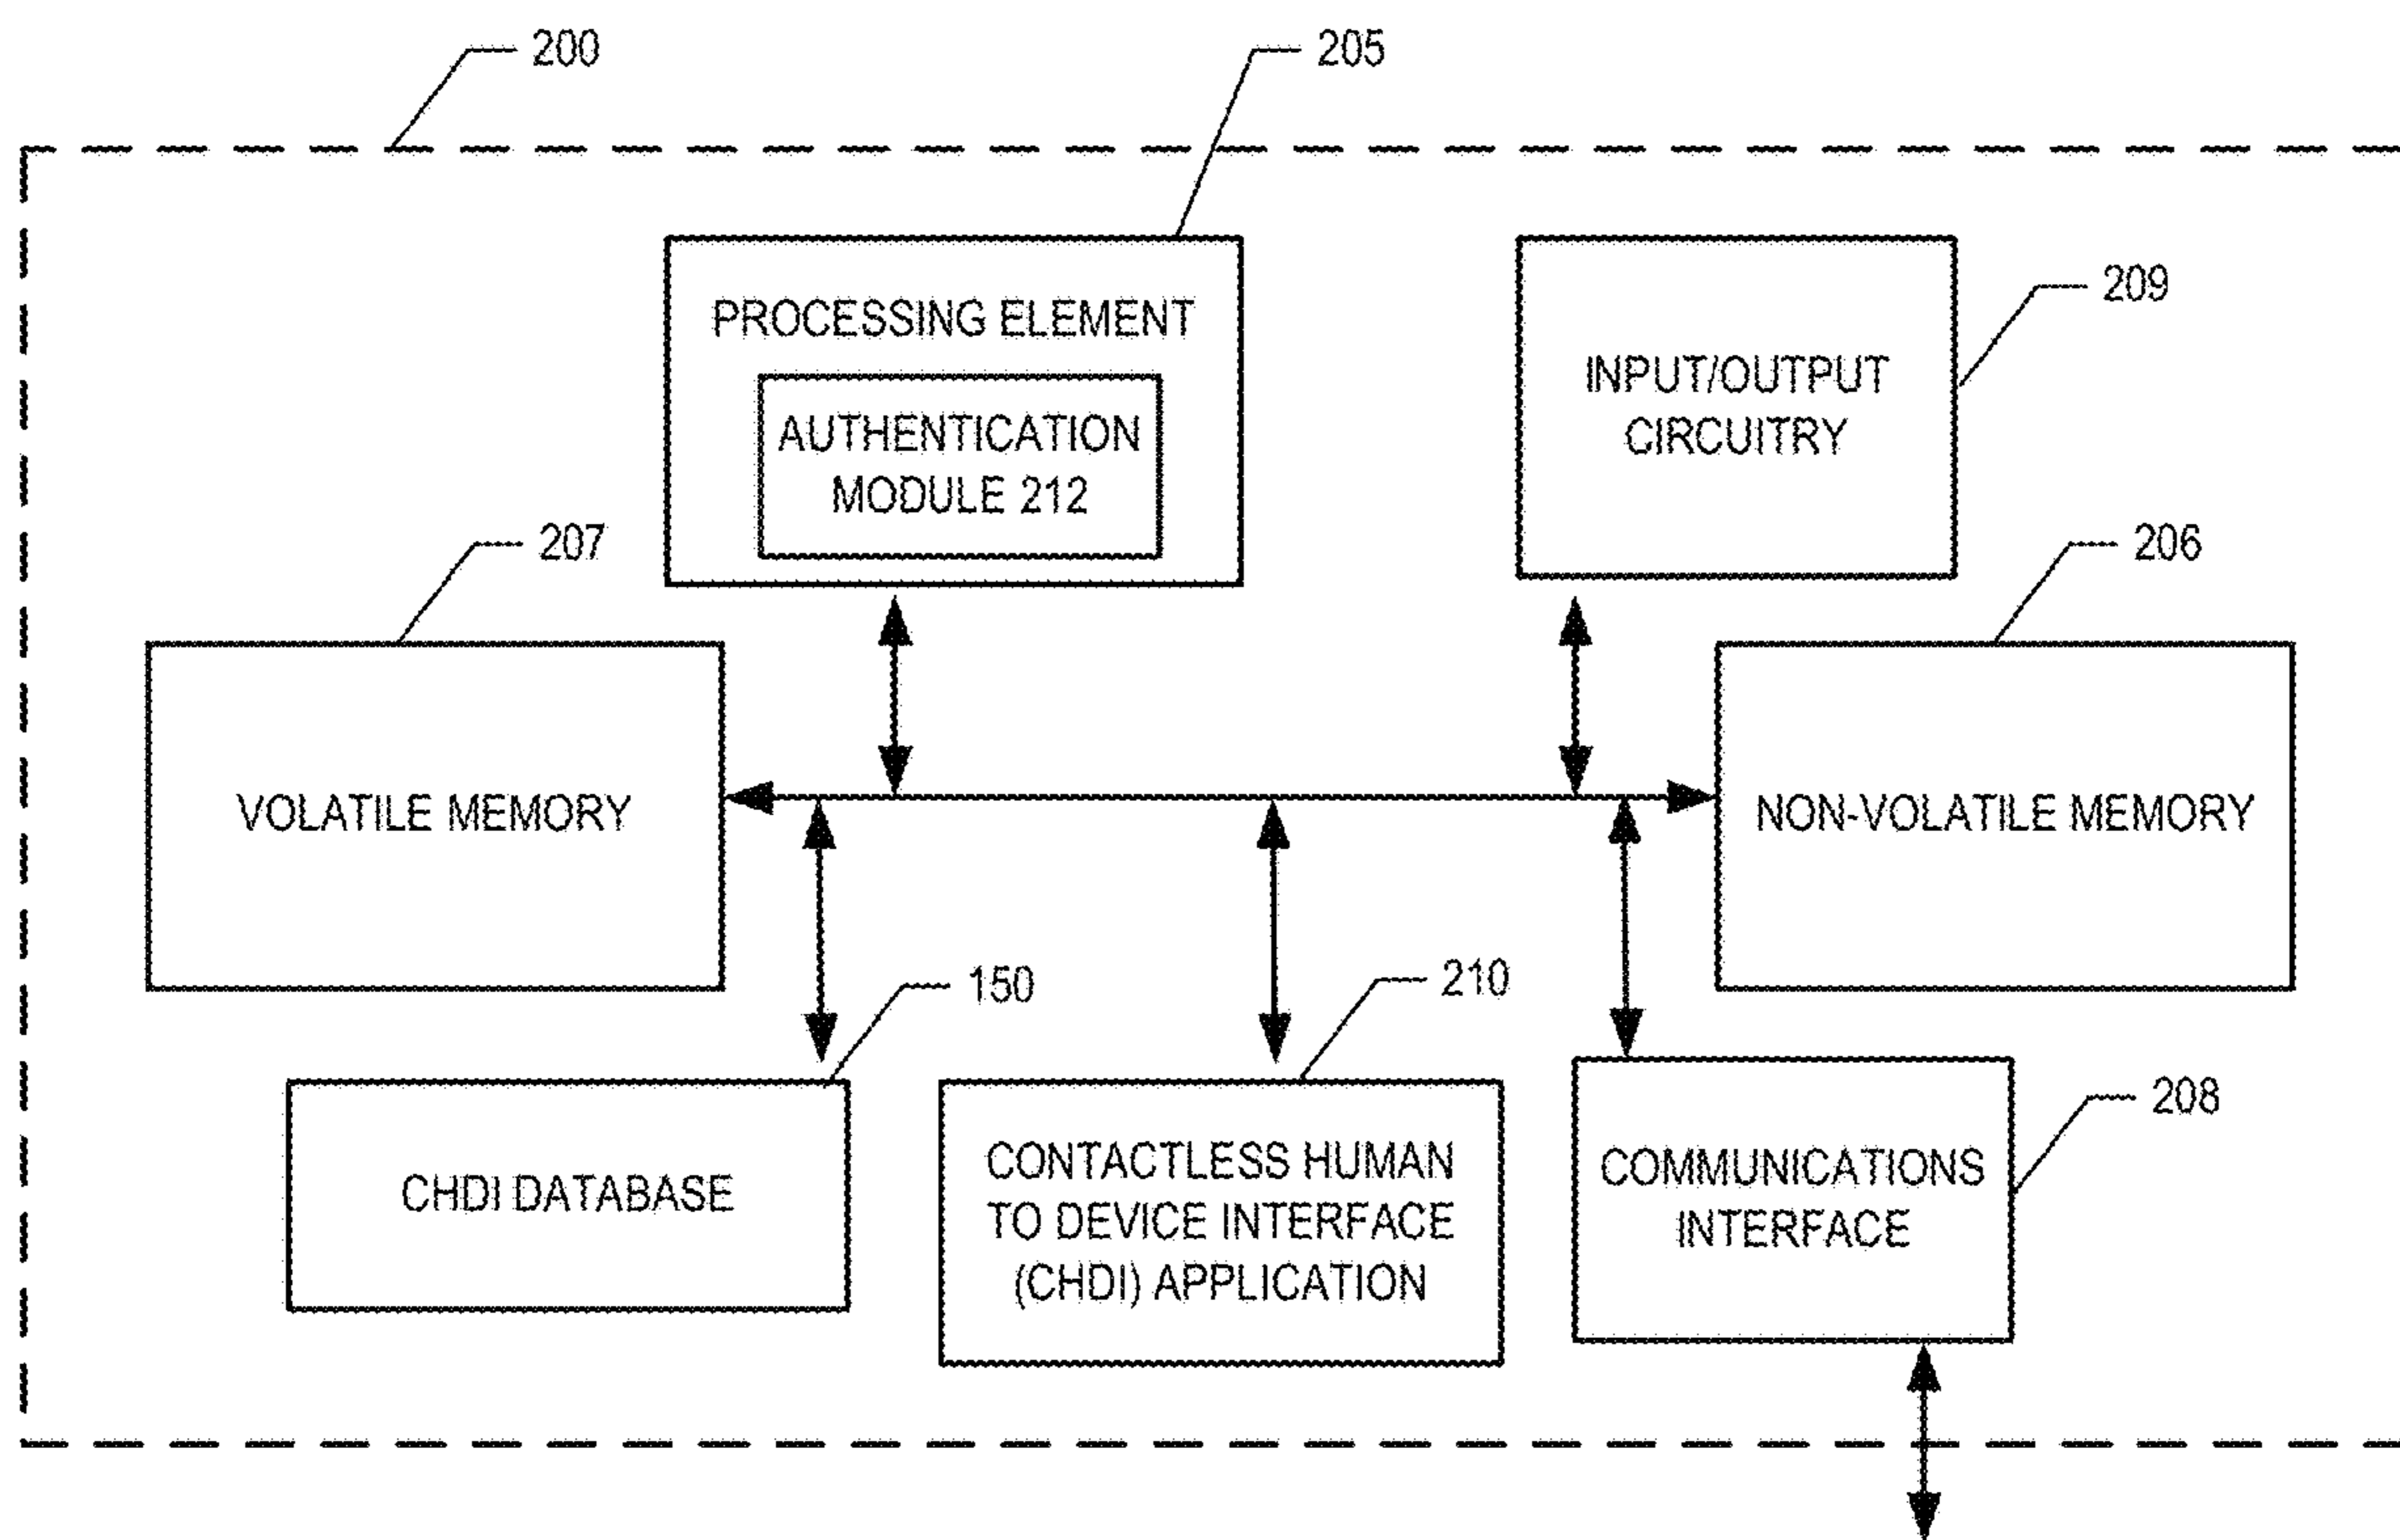 200
205
PROCESSING ELEMENT
AUTHENTICATION
MODULE 212
209
INPUT/OUTPUT
CIRCUITRY
207
VOLATILE MEMORY
206
NON-VOLATILE MEMORY
150
CHDI DATABASE
210
CONTACTLESS HUMAN
TO DEVICE INTERFACE
(CHDI) APPLICATION
208
COMMUNICATIONS
INTERFACE